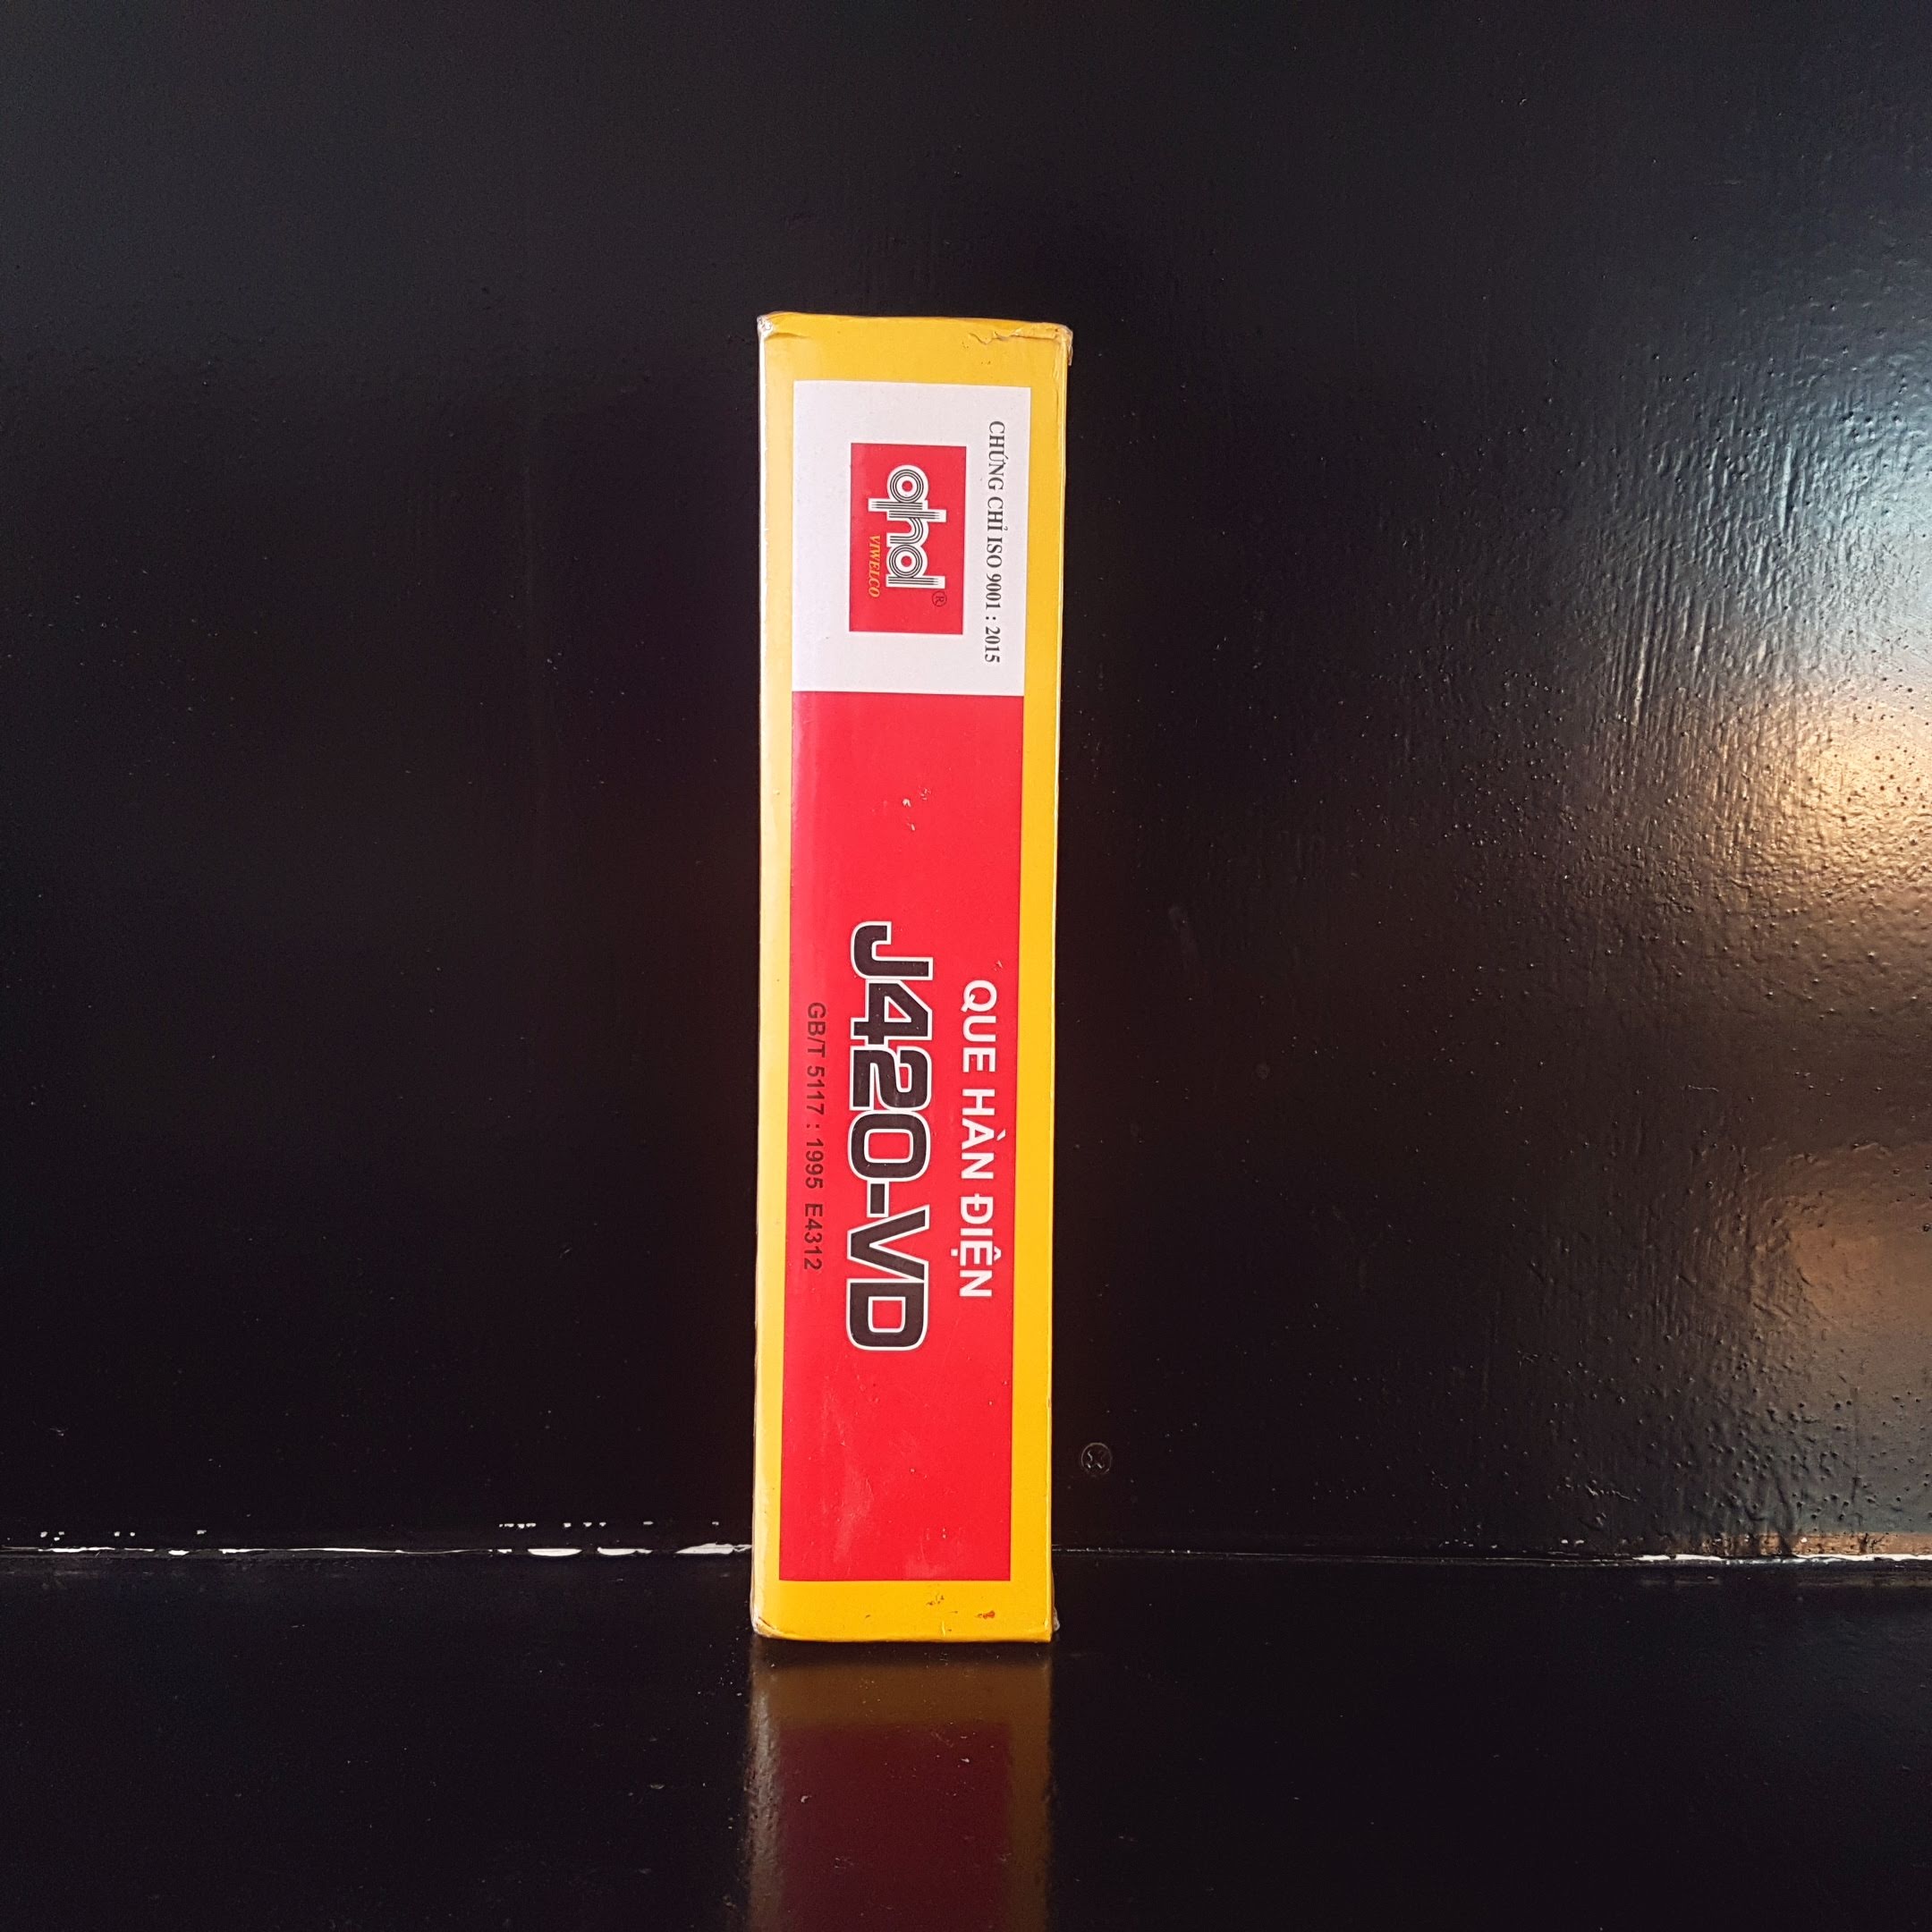 CHỨNG CHỈ ISO 9001 : 2015
qhd®
VIWELCO
QUE HÀN ĐIỆN
J420-VD
GB/T 5117 : 1995 E4312